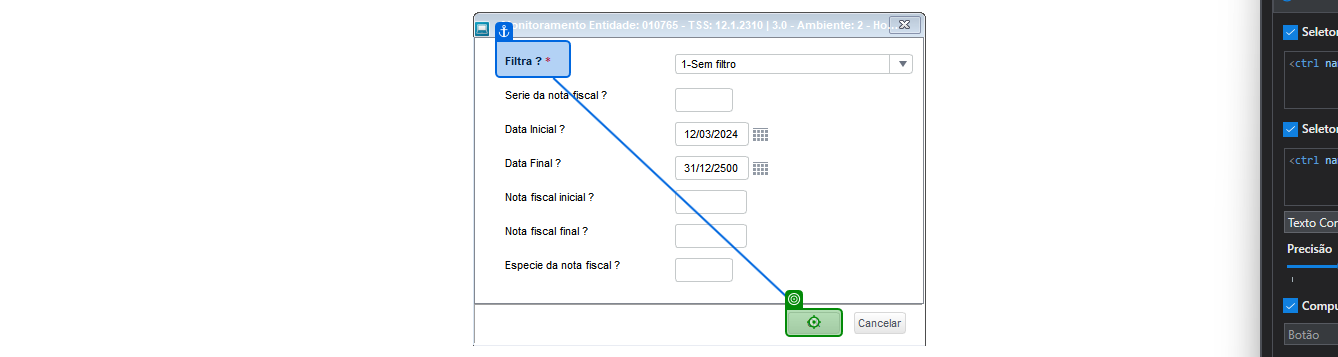 onitoramento Entidade: 010765 - TSS: 12.1.2310 | 3.0 - Ambiente: 2 - Ho...
Filtra ? *
1-Sem filtro
Serie da nota fiscal ?
Data Inicial ?
12/03/2024
Data Final ?
31/12/2500
Nota fiscal inicial ?
Nota fiscal final ?
Especie da nota fiscal ?
Cancelar
Seletor
<ctrl na
Seletor
<ctrl na
Texto Cor
Precisão
Compu
Botão